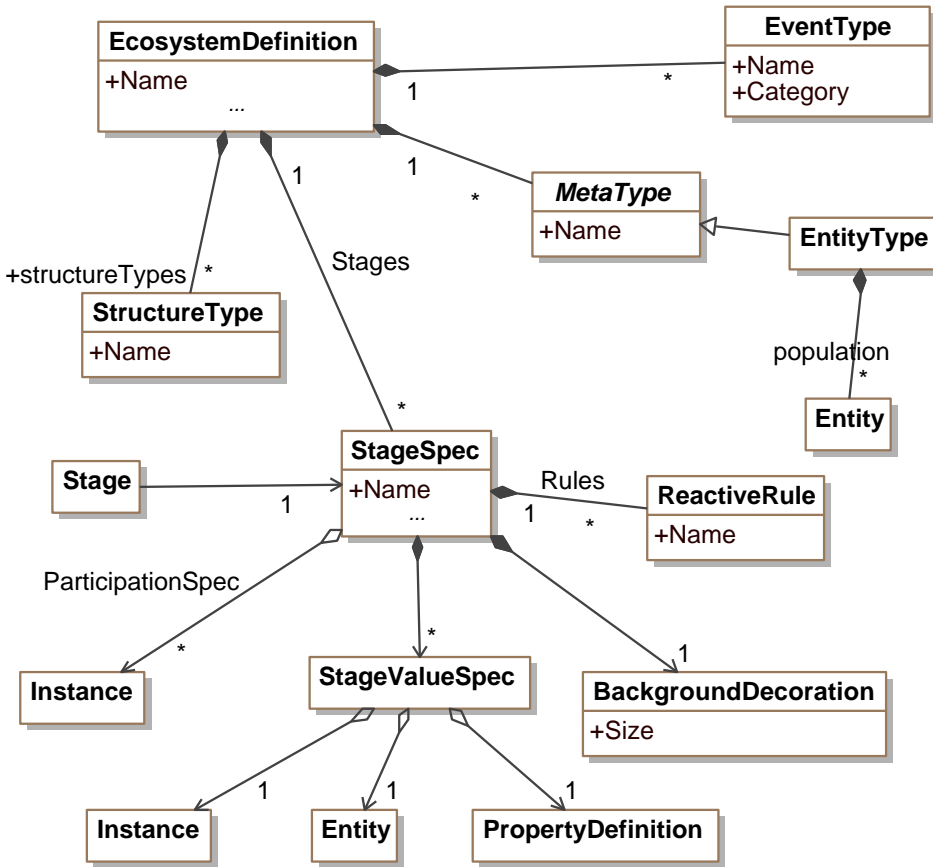 EcosystemDefinition
+Name
...
EventType
+Name
+Category
1
*
1
*
MetaType
+Name
EntityType
1
Stages
*
+structureTypes
*
StructureType
+Name
population
*
Entity
StageSpec
+Name
...
Stage
1
Rules
1
*
ReactiveRule
+Name
ParticipationSpec
*
Instance
*
StageValueSpec
1
BackgroundDecoration
+Size
1
Instance
1
Entity
1
PropertyDefinition